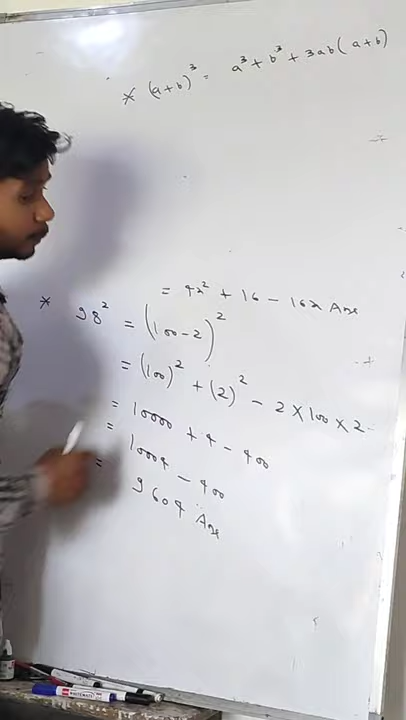 * (a+b)³ = a³ + b³ + 3ab(a+b)
= 4x² + 16 - 16x Ans
* 98² = (100-2)²
= (100)² + (2)² - 2×100×2
= 10000 + 4 - 400
= 10004 - 400
= 9604 Ans